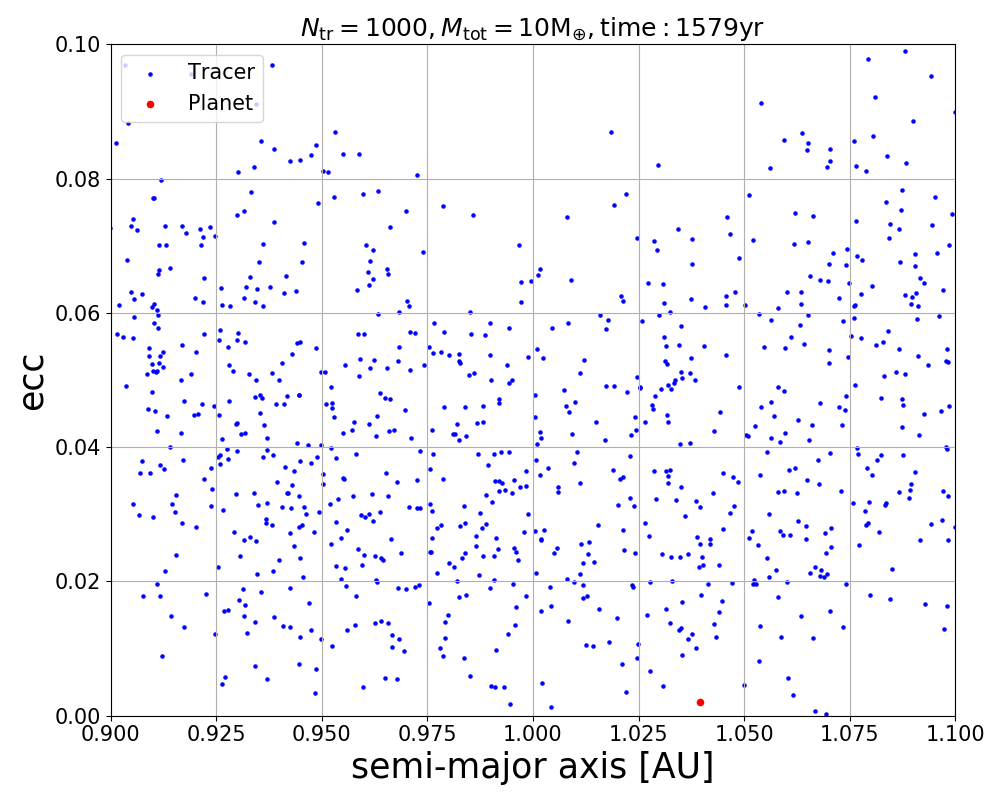 N_tr = 1000, M_tot = 10M_⊕, time : 1579yr
0.10
Tracer
Planet
0.08
0.06
ecc
0.04
0.02
0.00
0.900 0.925 0.950 0.975 1.000 1.025 1.050 1.075 1.100
semi-major axis [AU]